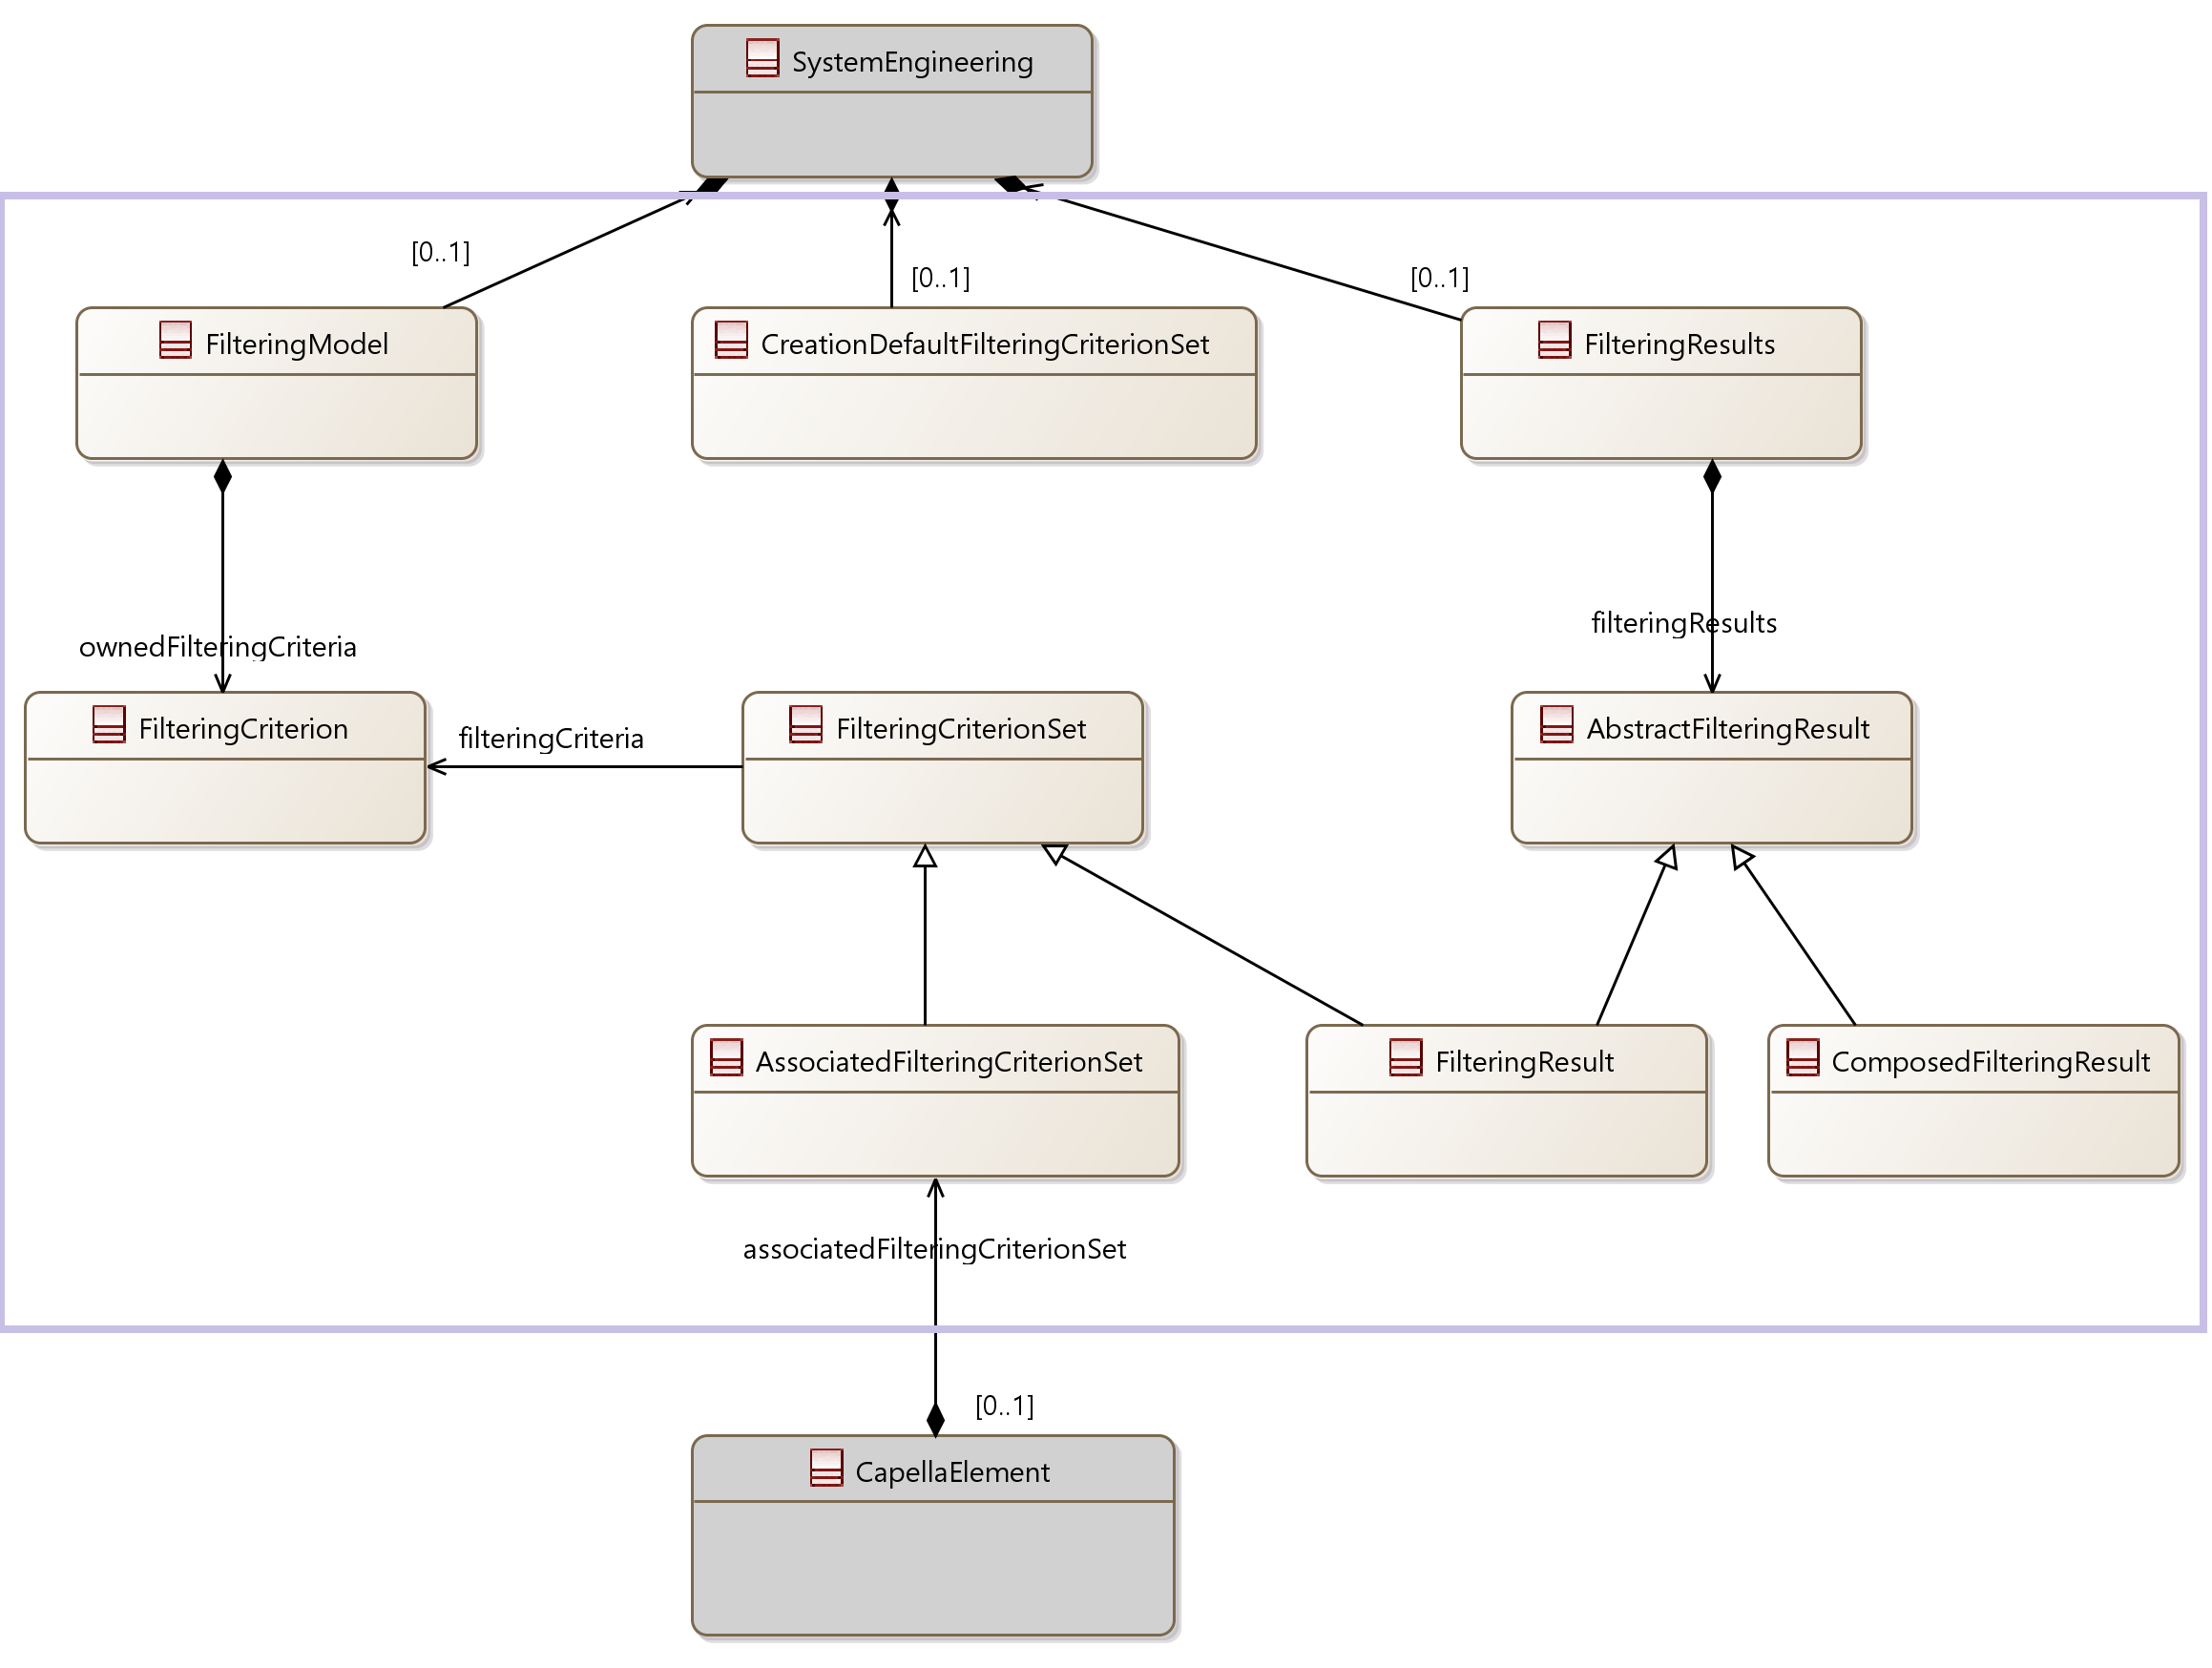 SystemEngineering
[0..1]
[0..1]
[0..1]
FilteringModel
CreationDefaultFilteringCriterionSet
FilteringResults
ownedFilteringCriteria
filteringResults
FilteringCriterion
filteringCriteria
FilteringCriterionSet
AbstractFilteringResult
AssociatedFilteringCriterionSet
FilteringResult
ComposedFilteringResult
associatedFilteringCriterionSet
[0..1]
CapellaElement